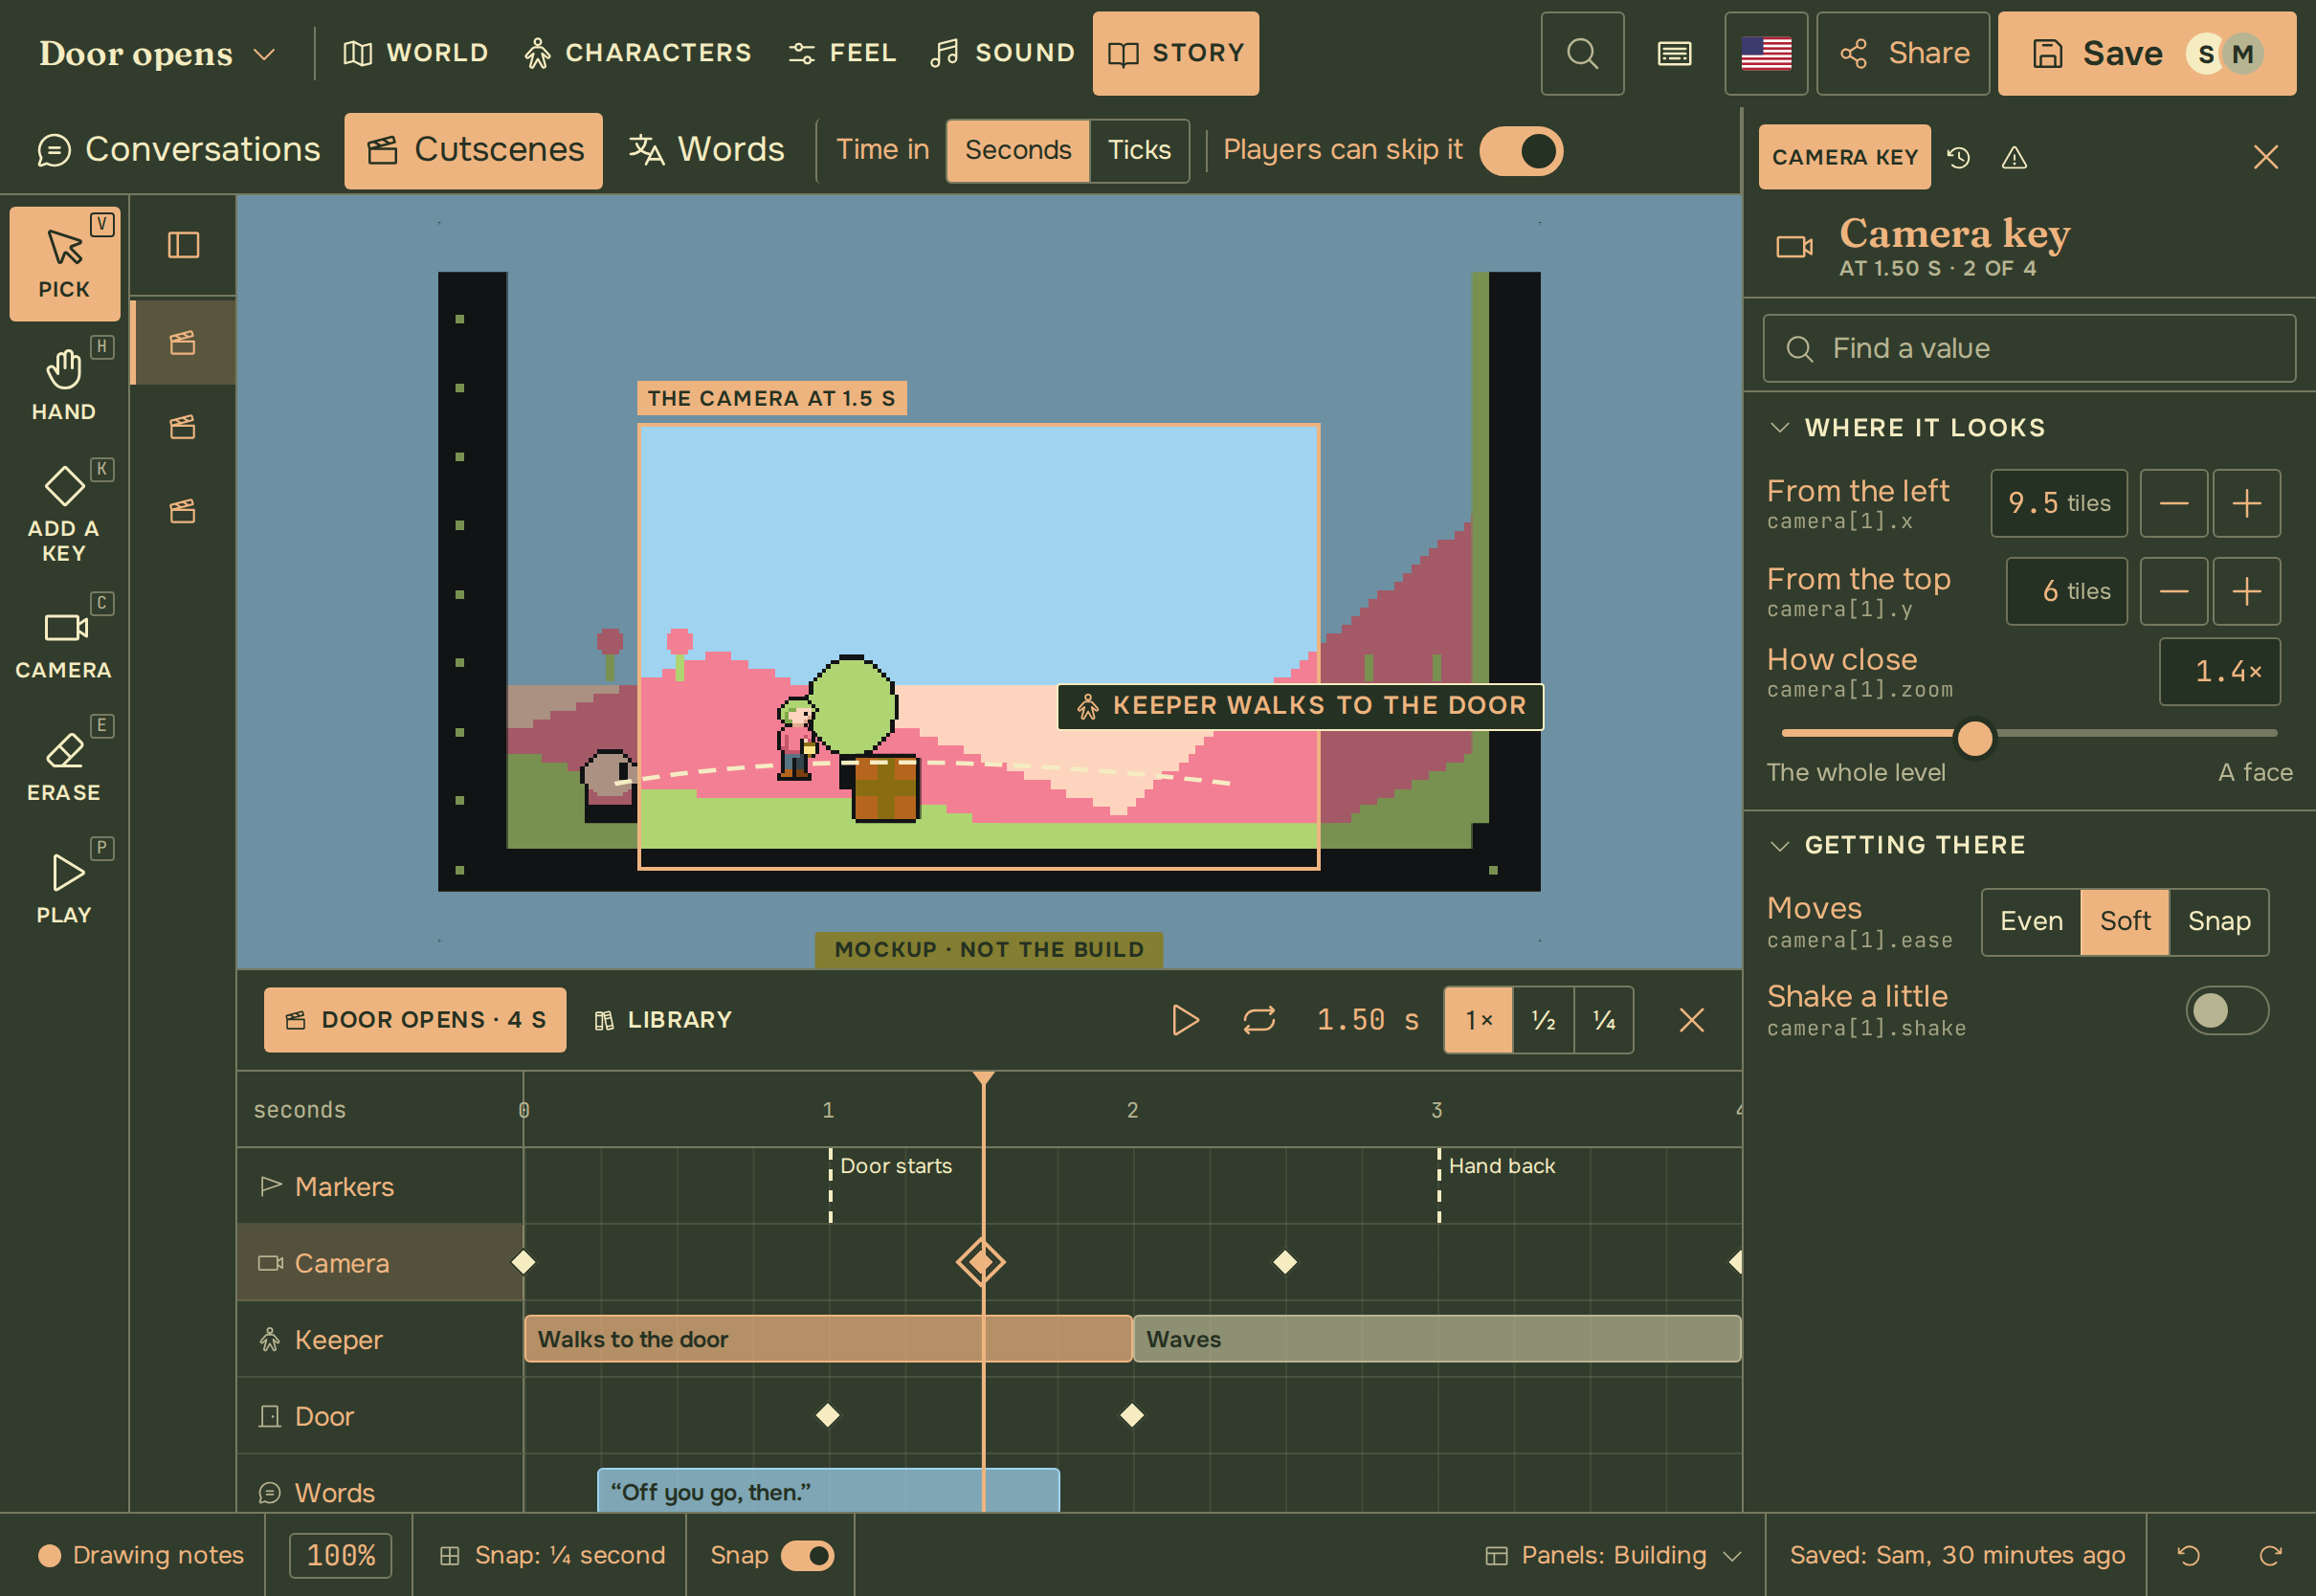 Door opens
WORLD
CHARACTERS
FEEL
SOUND
STORY
Share
Save
S
M
Conversations
Cutscenes
Words
Time in
Seconds
Ticks
Players can skip it
CAMERA KEY
V
PICK
H
HAND
K
ADD A
KEY
C
CAMERA
E
ERASE
P
PLAY
THE CAMERA AT 1.5 S
KEEPER WALKS TO THE DOOR
MOCKUP · NOT THE BUILD
Camera key
AT 1.50 S · 2 OF 4
Find a value
WHERE IT LOOKS
From the left
camera[1].x
9.5 tiles
From the top
camera[1].y
6 tiles
How close
camera[1].zoom
1.4×
The whole level
A face
GETTING THERE
Moves
camera[1].ease
Even
Soft
Snap
Shake a little
camera[1].shake
DOOR OPENS · 4 S
LIBRARY
1.50 s
1×
½
¼
seconds
0
1
2
3
4
Markers
Door starts
Hand back
Camera
Keeper
Walks to the door
Waves
Door
Words
“Off you go, then.”
Drawing notes
100%
Snap: ¼ second
Snap
Panels: Building
Saved: Sam, 30 minutes ago